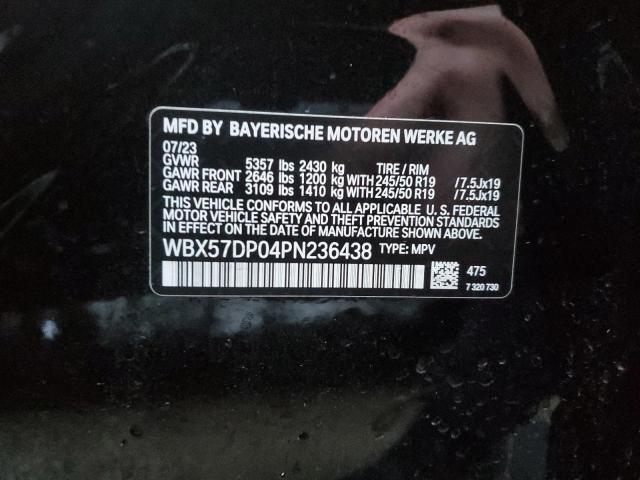 MFD BY BAYERISCHE MOTOREN WERKE AG
07/23
GVWR 5357 lbs 2430 kg TIRE / RIM
GAWR FRONT 2646 lbs 1200 kg WITH 245/50 R19 / 7.5Jx19
GAWR REAR 3109 lbs 1410 kg WITH 245/50 R19 / 7.5Jx19
THIS VEHICLE CONFORMS TO ALL APPLICABLE U. S. FEDERAL
MOTOR VEHICLE SAFETY AND THEFT PREVENTION STANDARDS
IN EFFECT ON THE DATE OF MANUFACTURE SHOWN ABOVE.
WBX57DP04PN236438 TYPE: MPV
475
7 320 730